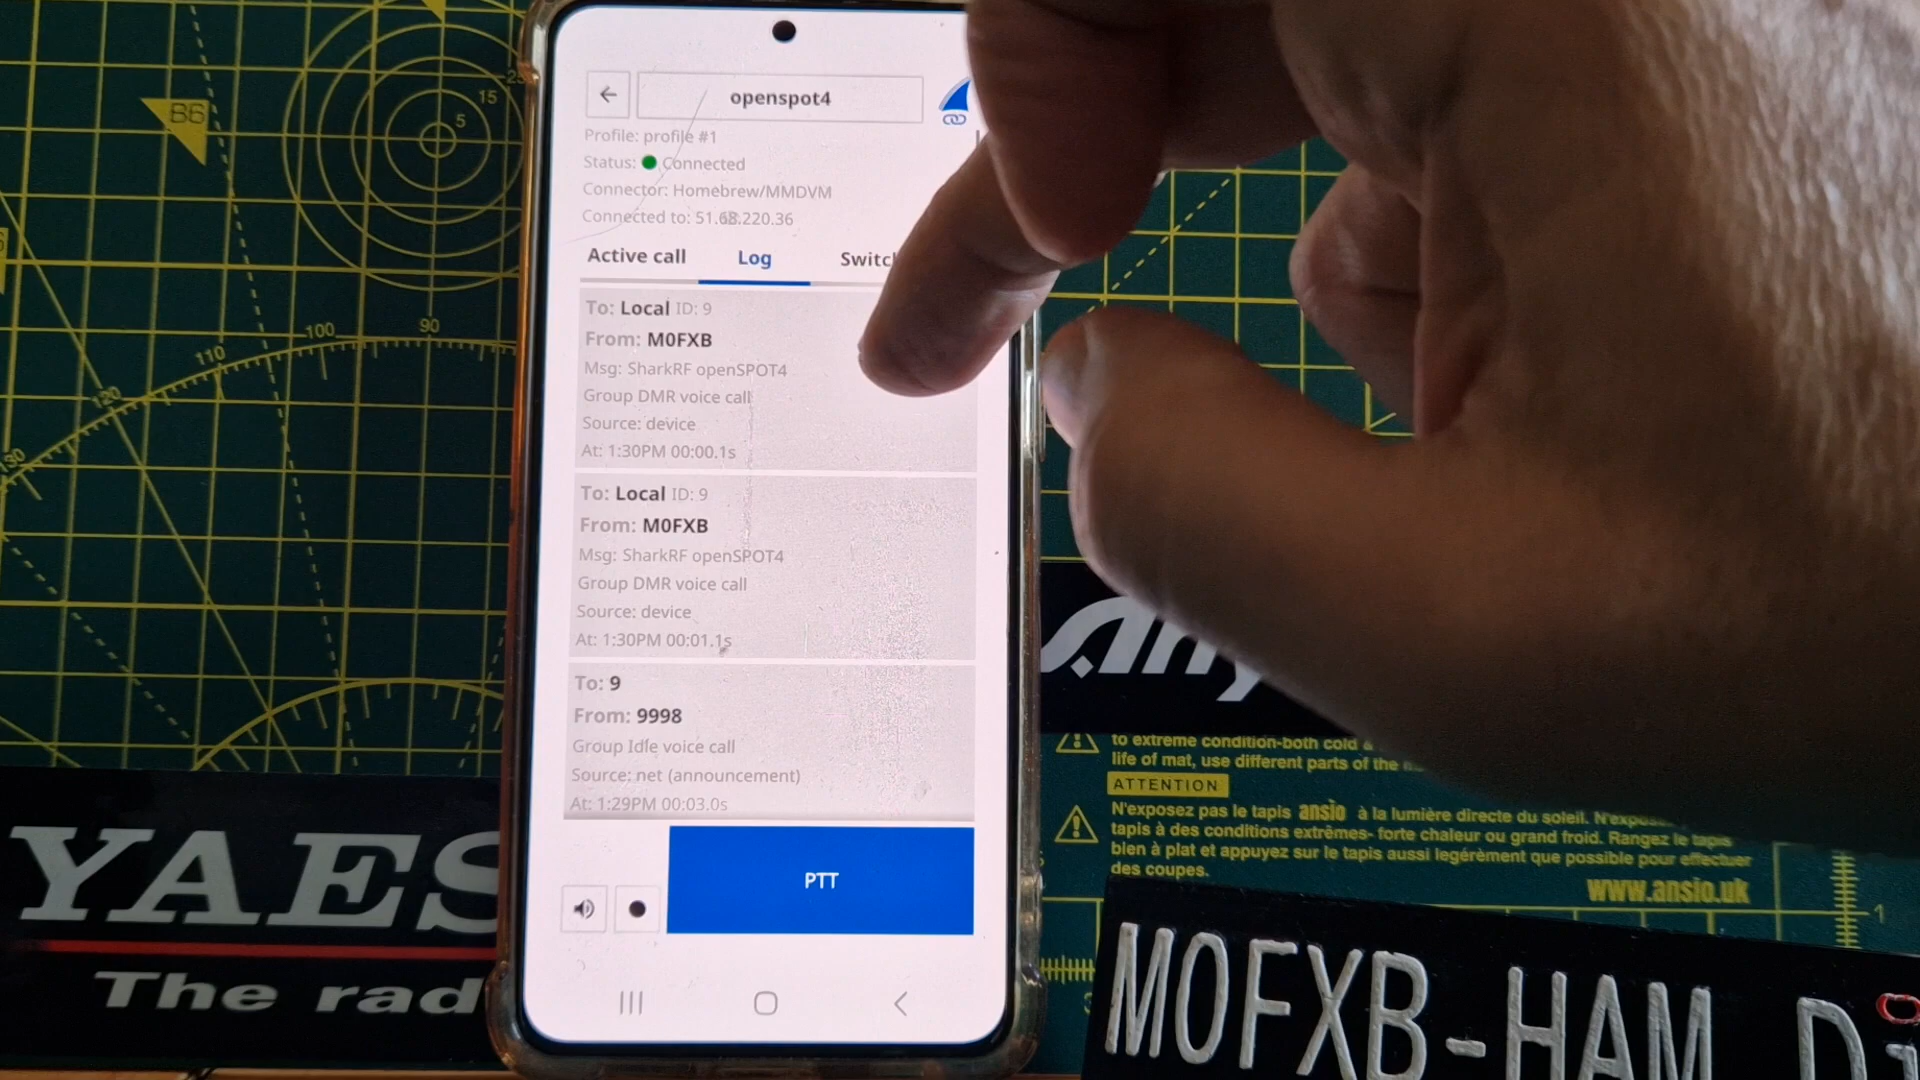 B6
15
5
100
90
110
120
130
←
openspot4
Profile: profile #1
Status: Connected
Connector: Homebrew/MMDVM
Connected to: 51.68.220.36
Active call
Log
Switch
To: Local ID: 9
From: M0FXB
Msg: SharkRF openSPOT4
Group DMR voice call
Source: device
At: 1:30PM 00:00.1s
To: Local ID: 9
From: M0FXB
Msg: SharkRF openSPOT4
Group DMR voice call
Source: device
At: 1:30PM 00:01.1s
To: 9
From: 9998
Group Idle voice call
Source: net (announcement)
At: 1:29PM 00:03.0s
PTT
YAES
The rad
Any
to extreme condition-both cold a
life of mat, use different parts of the
ATTENTION
N'exposez pas le tapis ansio à la lumière directe du soleil. N'expos
tapis à des conditions extrêmes- forte chaleur ou grand froid. Rangez le tapis
bien à plat et appuyez sur le tapis aussi legérèment que possible pour effectuer
des coupes.
www.ansio.uk
1
M0FXB-HAM Di